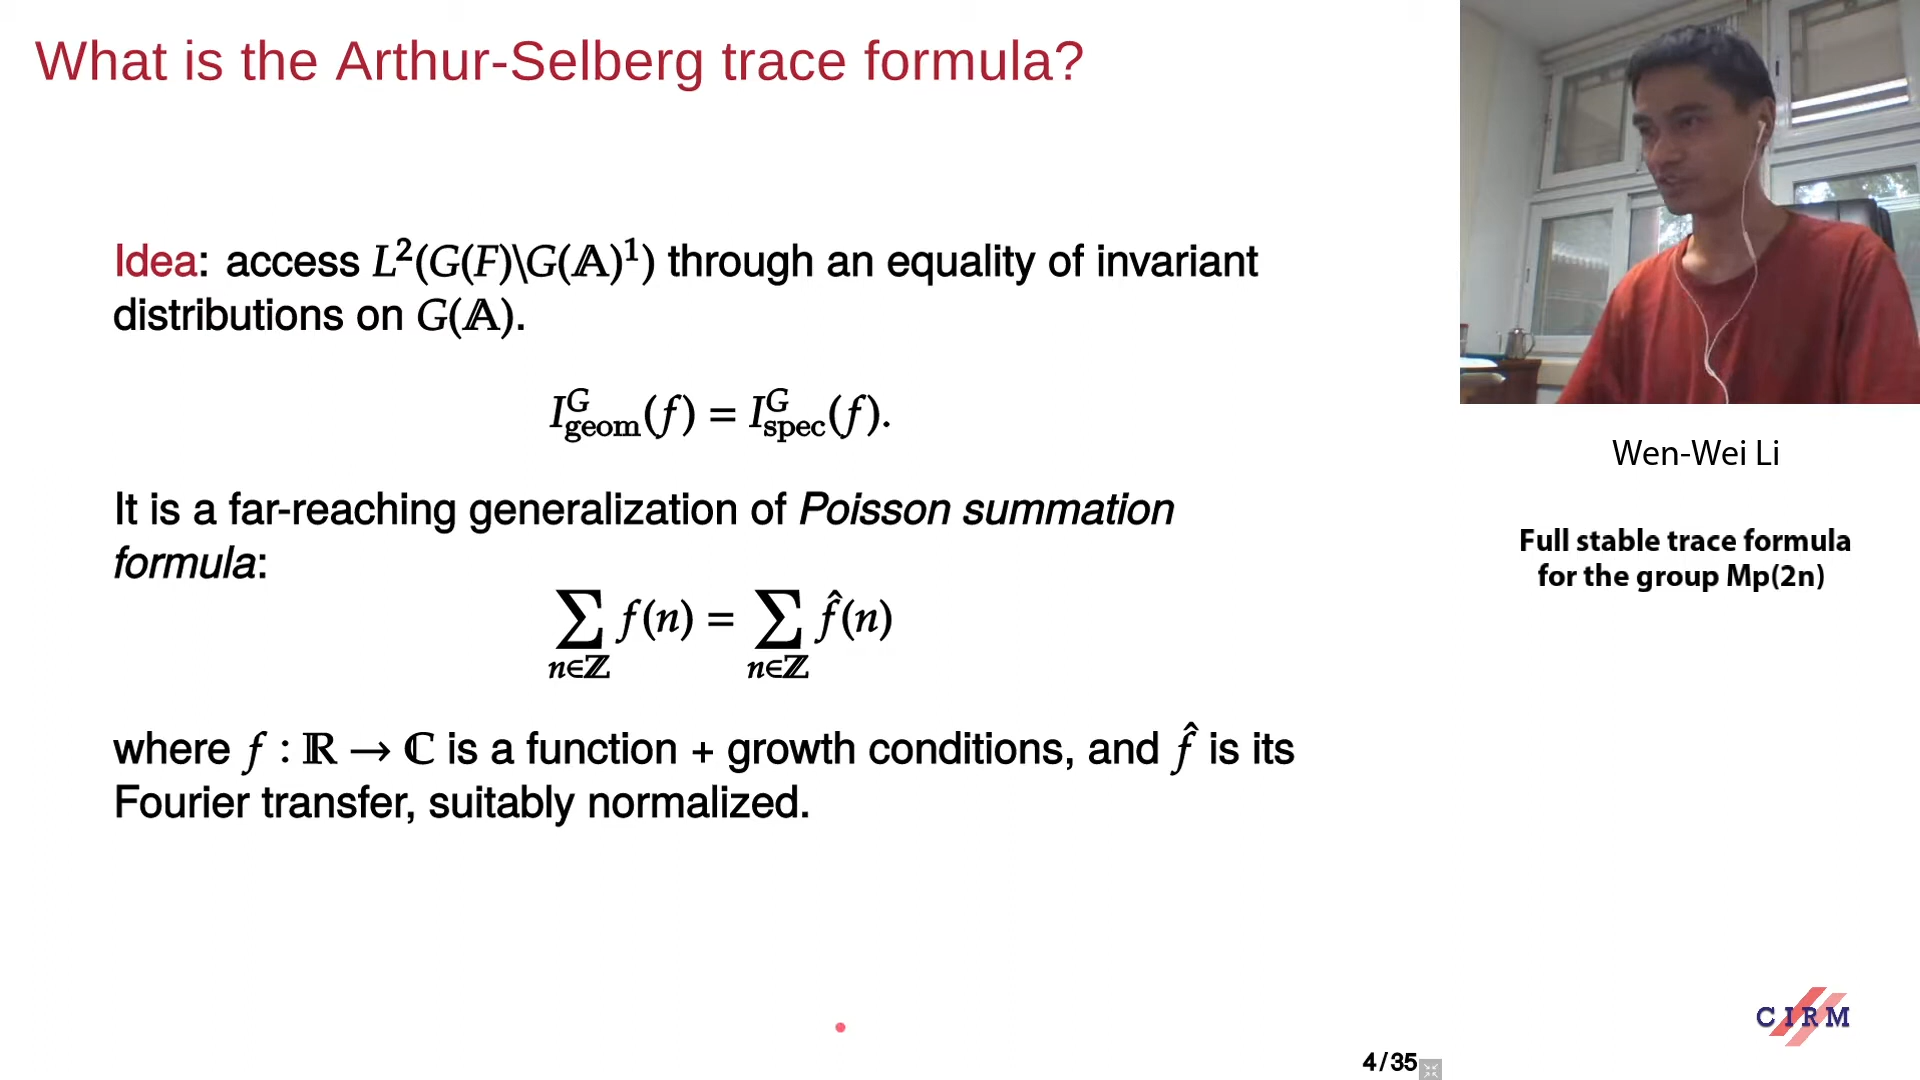 What is the Arthur-Selberg trace formula?
Idea: access L²(G(F)\G(𝔸)¹) through an equality of invariant
distributions on G(𝔸).
I^G_geom(f) = I^G_spec(f).
It is a far-reaching generalization of Poisson summation
formula:
∑_{n∈ℤ} f(n) = ∑_{n∈ℤ} f̂(n)
where f : ℝ → ℂ is a function + growth conditions, and f̂ is its
Fourier transfer, suitably normalized.
4/35
Wen-Wei Li
Full stable trace formula
for the group Mp(2n)
CIRM